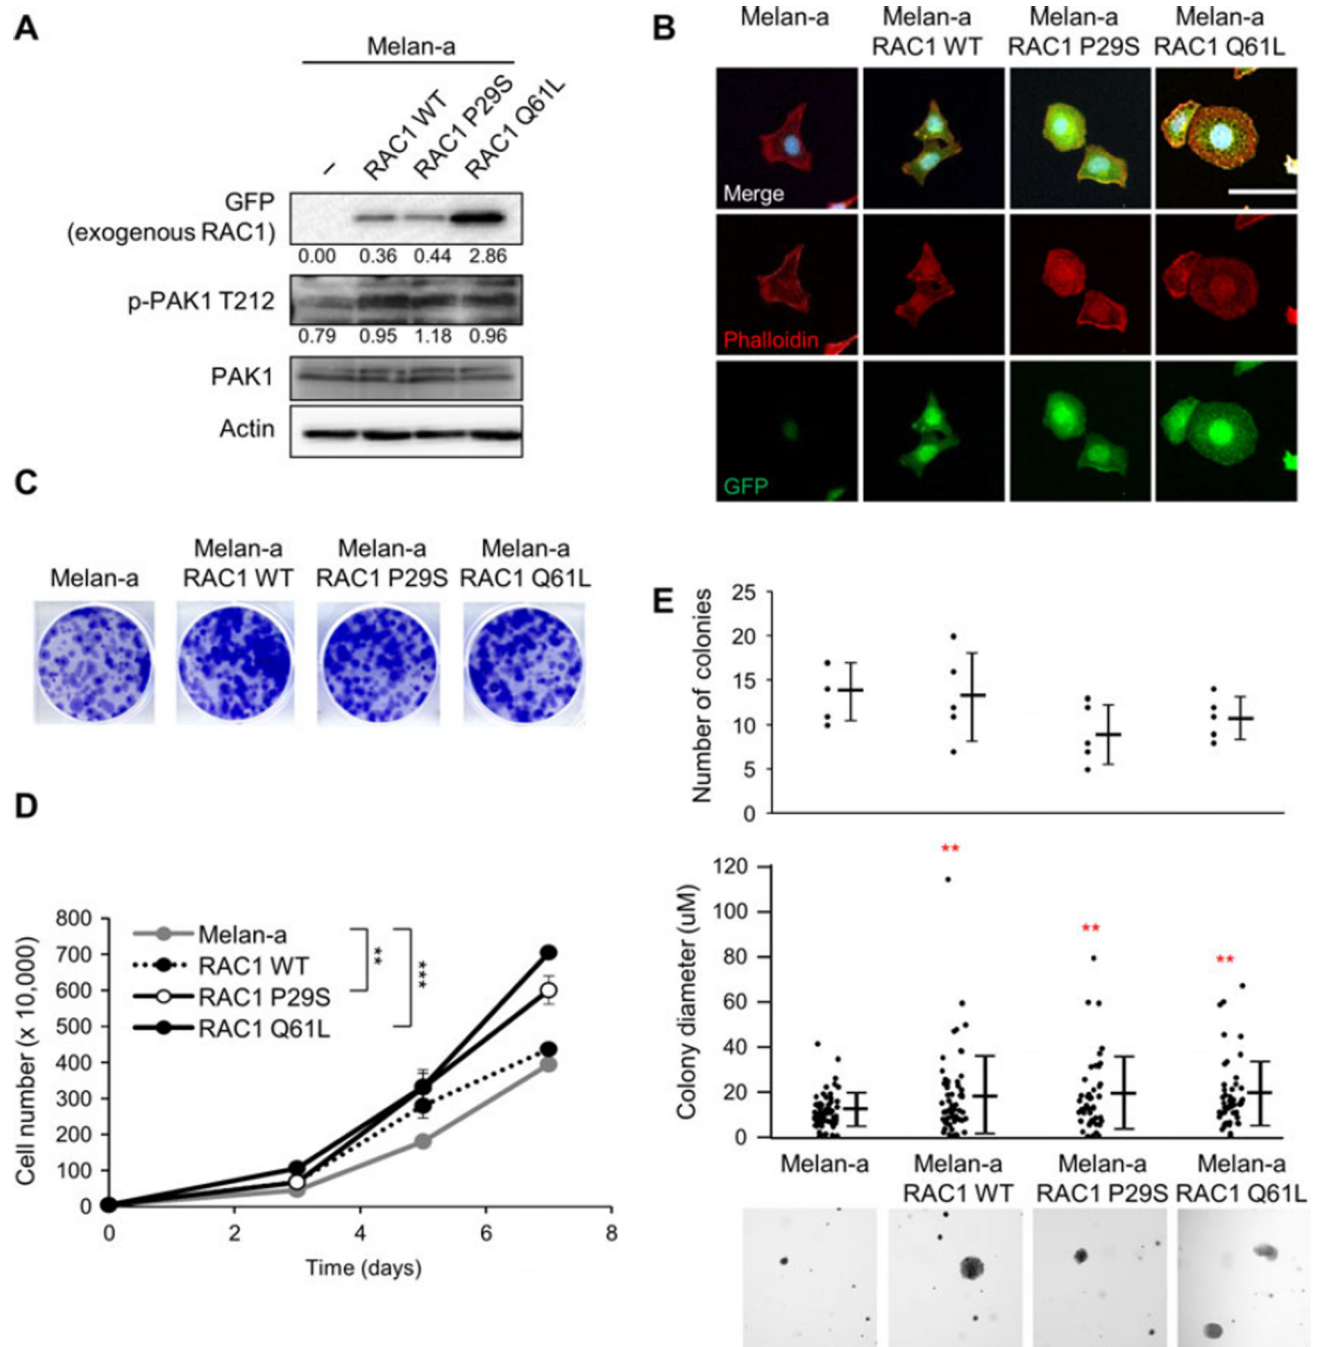 A
Melan-a
–
RAC1 WT
RAC1 P29S
RAC1 Q61L
GFP
(exogenous RAC1)
0.00 0.36 0.44 2.86
p-PAK1 T212
0.79 0.95 1.18 0.96
PAK1
Actin
B
Melan-a
Melan-a
RAC1 WT
Melan-a
RAC1 P29S
Melan-a
RAC1 Q61L
Merge
Phalloidin
GFP
C
Melan-a
Melan-a
RAC1 WT
Melan-a
RAC1 P29S
Melan-a
RAC1 Q61L
D
Cell number (x 10,000)
800
700
600
500
400
300
200
100
0
Melan-a
RAC1 WT
RAC1 P29S
RAC1 Q61L
**
***
0 2 4 6 8
Time (days)
E
Number of colonies
25
20
15
10
5
0
Colony diameter (uM)
120
100
80
60
40
20
0
**
**
**
Melan-a
Melan-a
RAC1 WT
Melan-a
RAC1 P29S
Melan-a
RAC1 Q61L